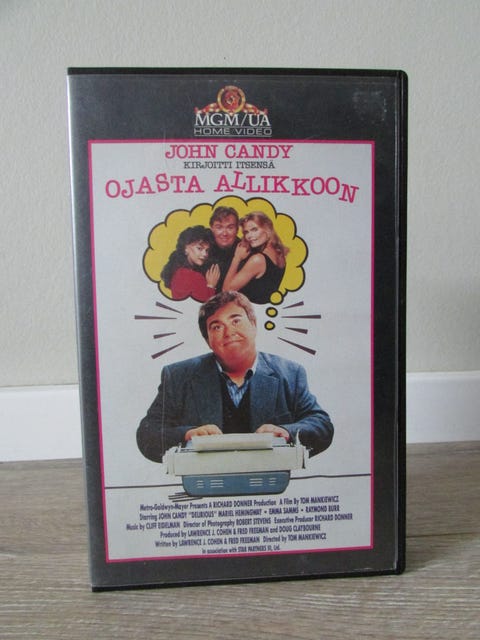 MGM/UA
HOME VIDEO
JOHN CANDY
KIRJOITTI ITSENSÄ
OJASTA ALLIKKOON
Metro-Goldwyn-Mayer Presents A RICHARD DONNER Production A Film By TOM MANKIEWICZ
Starring JOHN CANDY "DELIRIOUS" MARIEL HEMINGWAY • EMMA SAMMS • RAYMOND BURR
Music by CLIFF EIDELMAN Director of Photography ROBERT STEVENS Executive Producer RICHARD DONNER
Produced by LAWRENCE J. COHEN & FRED FREEMAN and DOUG CLAYBOURNE
Written by LAWRENCE J. COHEN & FRED FREEMAN Directed by TOM MANKIEWICZ
In association with STAR PARTNERS III, Ltd.